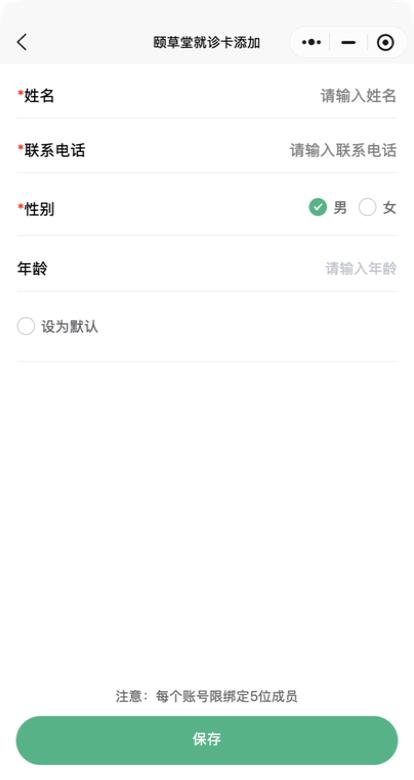 颐草堂就诊卡添加
*姓名 请输入姓名
*联系电话 请输入联系电话
*性别 男 女
年龄 请输入年龄
设为默认
注意：每个账号限绑定5位成员
保存